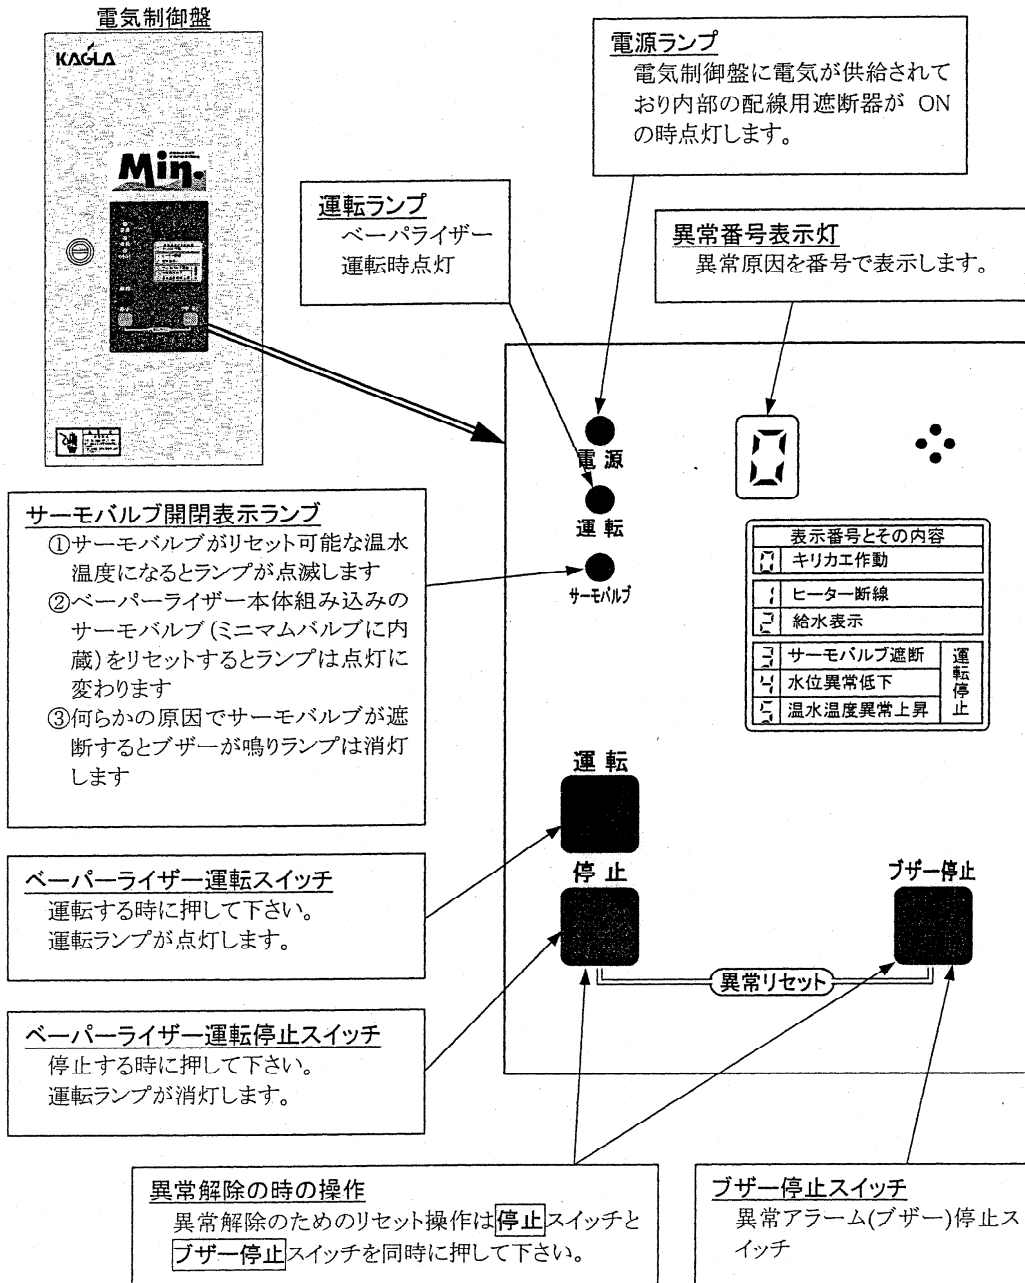 電気制御盤
KAGLA
Min.
電源ランプ
電気制御盤に電気が供給されて
おり内部の配線用遮断器が ON
の時点灯します。
運転ランプ
ベーパライザー
運転時点灯
異常番号表示灯
異常原因を番号で表示します。
電源
運転
サーモバルブ
0
表示番号とその内容
0 キリカエ作動
1 ヒーター断線
2 給水表示
3 サーモバルブ遮断
4 水位異常低下
5 温水温度異常上昇
運転停止
サーモバルブ開閉表示ランブ
①サーモバルブがリセット可能な温水
温度になるとランプが点滅します
②ベーパーライザー本体組み込みの
サーモバルブ(ミニマムバルブに内
蔵)をリセットするとランプは点灯に
変わります
③何らかの原因でサーモバルブが遮
断するとブザーが鳴りランプは消灯
します
運転
停止
ブザー停止
異常リセット
ベーパーライザー運転スイッチ
運転する時に押して下さい。
運転ランプが点灯します。
ベーパーライザー運転停止スイッチ
停止する時に押して下さい。
運転ランプが消灯します。
異常解除の時の操作
異常解除のためのリセット操作は停止スイッチと
ブザー停止スイッチを同時に押して下さい。
ブザー停止スイッチ
異常アラーム(ブザー)停止ス
イッチ